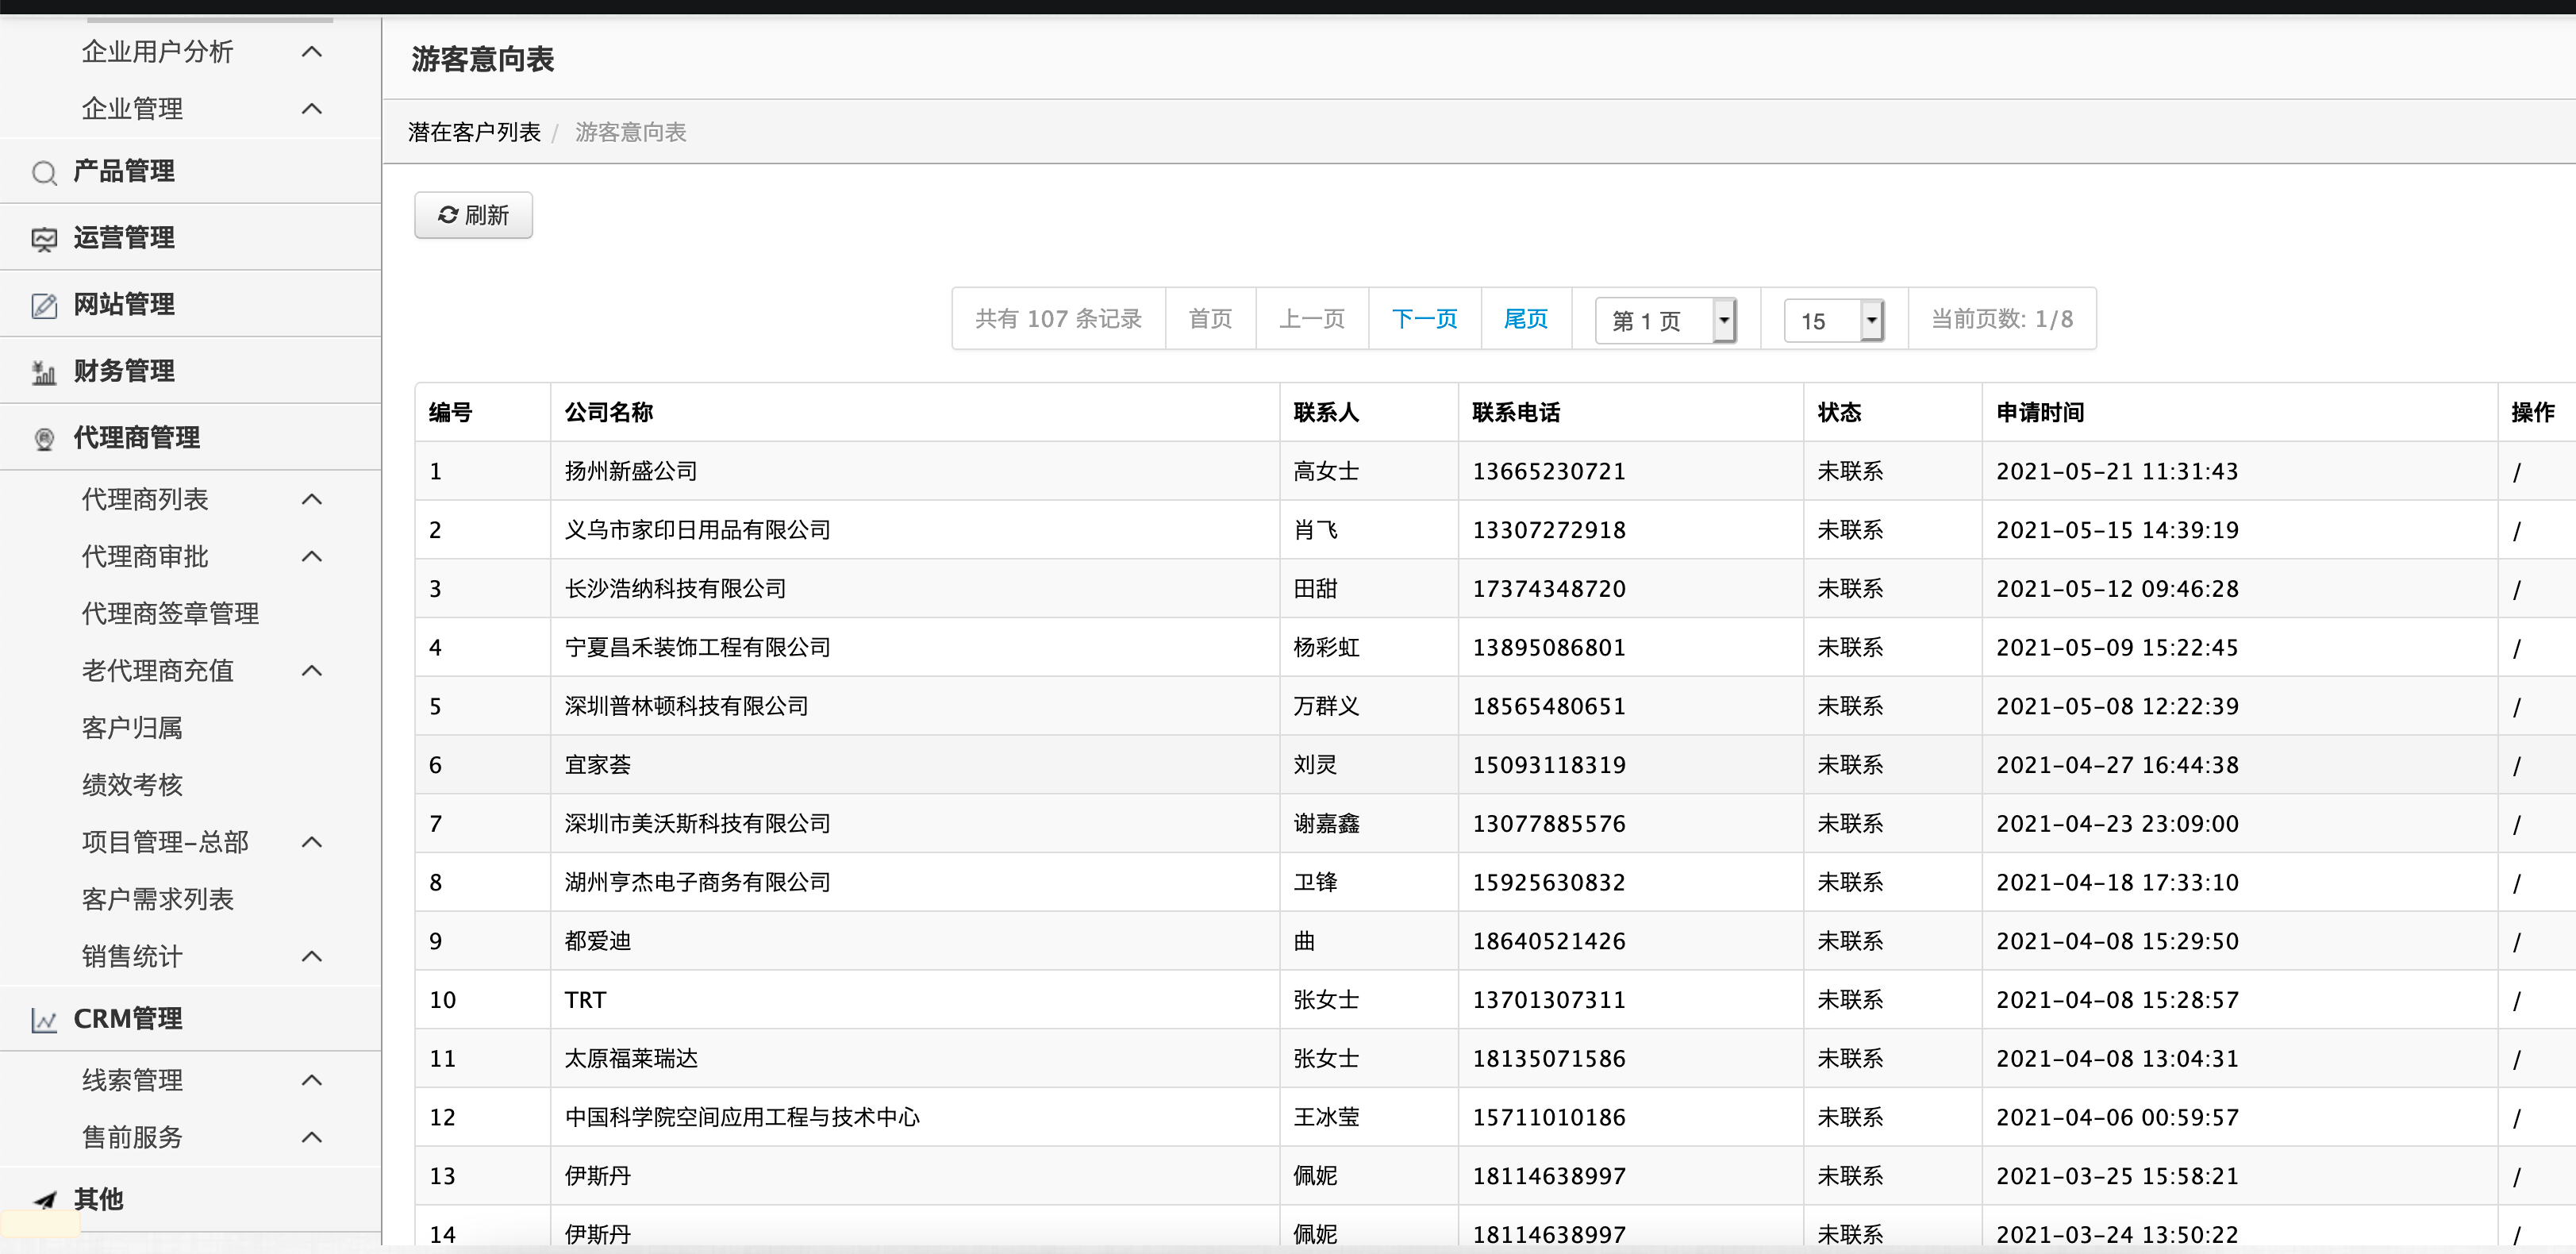 企业用户分析
企业管理
产品管理
运营管理
网站管理
财务管理
代理商管理
代理商列表
代理商审批
代理商签章管理
老代理商充值
客户归属
绩效考核
项目管理-总部
客户需求列表
销售统计
CRM管理
线索管理
售前服务
其他
游客意向表
潜在客户列表 / 游客意向表
刷新
共有 107 条记录 首页 上一页 下一页 尾页 第 1 页 15 当前页数: 1/8
编号 公司名称 联系人 联系电话 状态 申请时间 操作
1 扬州新盛公司 高女士 13665230721 未联系 2021-05-21 11:31:43 /
2 义乌市家印日用品有限公司 肖飞 13307272918 未联系 2021-05-15 14:39:19 /
3 长沙浩纳科技有限公司 田甜 17374348720 未联系 2021-05-12 09:46:28 /
4 宁夏昌禾装饰工程有限公司 杨彩虹 13895086801 未联系 2021-05-09 15:22:45 /
5 深圳普林顿科技有限公司 万群义 18565480651 未联系 2021-05-08 12:22:39 /
6 宜家荟 刘灵 15093118319 未联系 2021-04-27 16:44:38 /
7 深圳市美沃斯科技有限公司 谢嘉鑫 13077885576 未联系 2021-04-23 23:09:00 /
8 湖州亨杰电子商务有限公司 卫锋 15925630832 未联系 2021-04-18 17:33:10 /
9 都爱迪 曲 18640521426 未联系 2021-04-08 15:29:50 /
10 TRT 张女士 13701307311 未联系 2021-04-08 15:28:57 /
11 太原福莱瑞达 张女士 18135071586 未联系 2021-04-08 13:04:31 /
12 中国科学院空间应用工程与技术中心 王冰莹 15711010186 未联系 2021-04-06 00:59:57 /
13 伊斯丹 佩妮 18114638997 未联系 2021-03-25 15:58:21 /
14 伊斯丹 佩妮 18114638997 未联系 2021-03-24 13:50:22 /